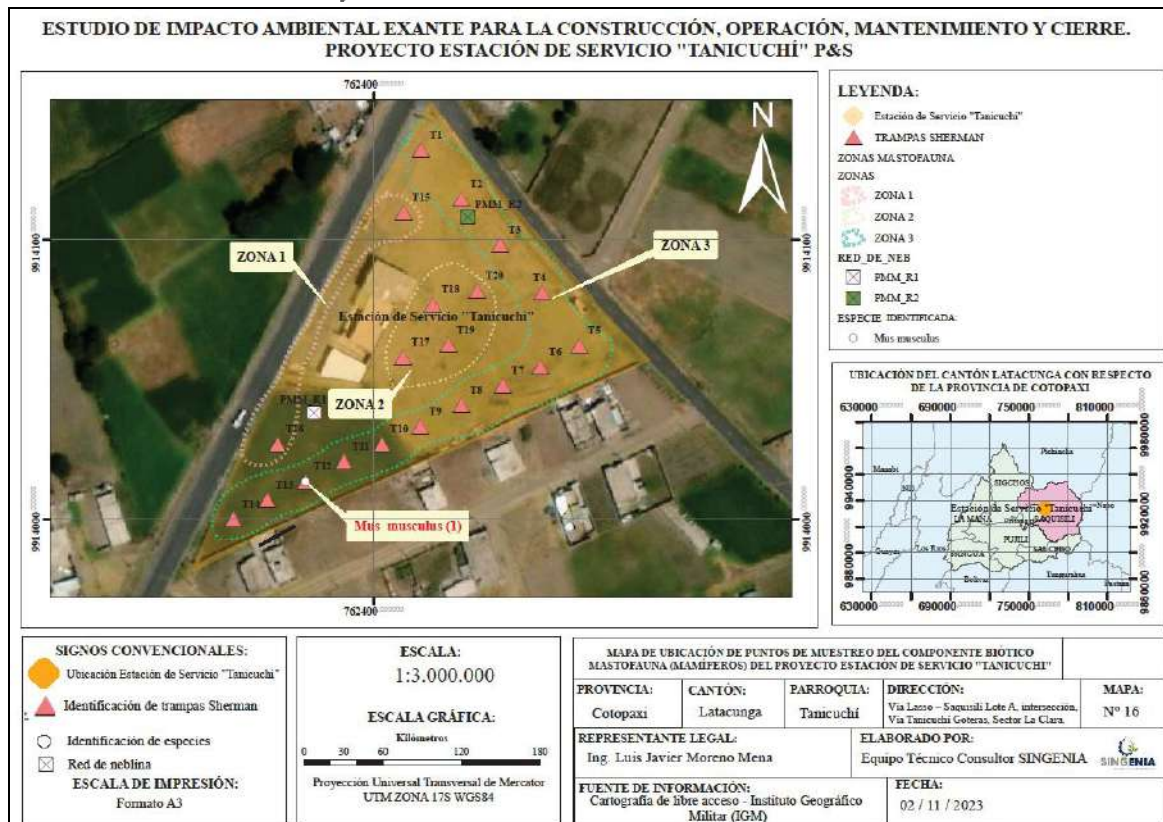 ESTUDIO DE IMPACTO AMBIENTAL EXANTE PARA LA CONSTRUCCIÓN, OPERACIÓN, MANTENIMIENTO Y CIERRE.
PROYECTO ESTACIÓN DE SERVICIO "TANICUCHÍ" P&S
762400
N
T1
T2
T15
PMM_R2
T3
9914100
9914100
ZONA 1
ZONA 3
T20
T4
T18
Estación de Servicio "Tanicuchi"
T5
T19
T17
T6
T7
ZONA 2
T8
PMM_R1
T9
T10
T11
T12
T13
T14
Mus musculus (1)
9914000
9914000
762400
LEYENDA:
Estación de Servicio "Tanicuchi"
TRAMPAS SHERMAN
ZONAS MASTOFAUNA
ZONAS
ZONA 1
ZONA 2
ZONA 3
RED_DE_NEB
PMM_R1
PMM_R2
ESPECIE IDENTIFICADA:
Mus musculus
UBICACIÓN DEL CANTÓN LATACUNGA CON RESPECTO
DE LA PROVINCIA DE COTOPAXI
630000 690000 750000 810000
9980000
9940000
9920000
9880000
9860000
Pichincha
Manabi
SIGCHOS
Napo
Estación de Servicio "Tanicuchi"
LA MANA
SAQUISILI
PUJILI
Guayas
Los Rios
SALCEDO
Bolivar
Tungurahua
Pastaza
630000 690000 750000 810000
SIGNOS CONVENCIONALES:
Ubicación Estación de Servicio "Tanicuchi"
Identificación de trampas Sherman
Identificación de especies
Red de neblina
ESCALA DE IMPRESIÓN:
Formato A3
ESCALA:
1:3.000.000
ESCALA GRÁFICA:
Kilómetros
0 30 60 120 180
Proyección Universal Transversal de Mercator
UTM ZONA 17S WGS84
MAPA DE UBICACIÓN DE PUNTOS DE MUESTREO DEL COMPONENTE BIÓTICO
MASTOFAUNA (MAMÍFEROS) DEL PROYECTO ESTACIÓN DE SERVICIO "TANICUCHI"
PROVINCIA:
Cotopaxi
CANTÓN:
Latacunga
PARROQUIA:
Tanicuchí
DIRECCIÓN:
Vía Lasso – Saquisilí Lote A, intersección,
Vía Tanicuchí Goteras, Sector La Clara.
MAPA:
N° 16
REPRESENTANTE LEGAL:
Ing. Luis Javier Moreno Mena
ELABORADO POR:
Equipo Técnico Consultor SINGENIA
SINGENIA
FUENTE DE INFORMACIÓN:
Cartografía de libre acceso - Instituto Geográfico
Militar (IGM)
FECHA:
02 / 11 / 2023